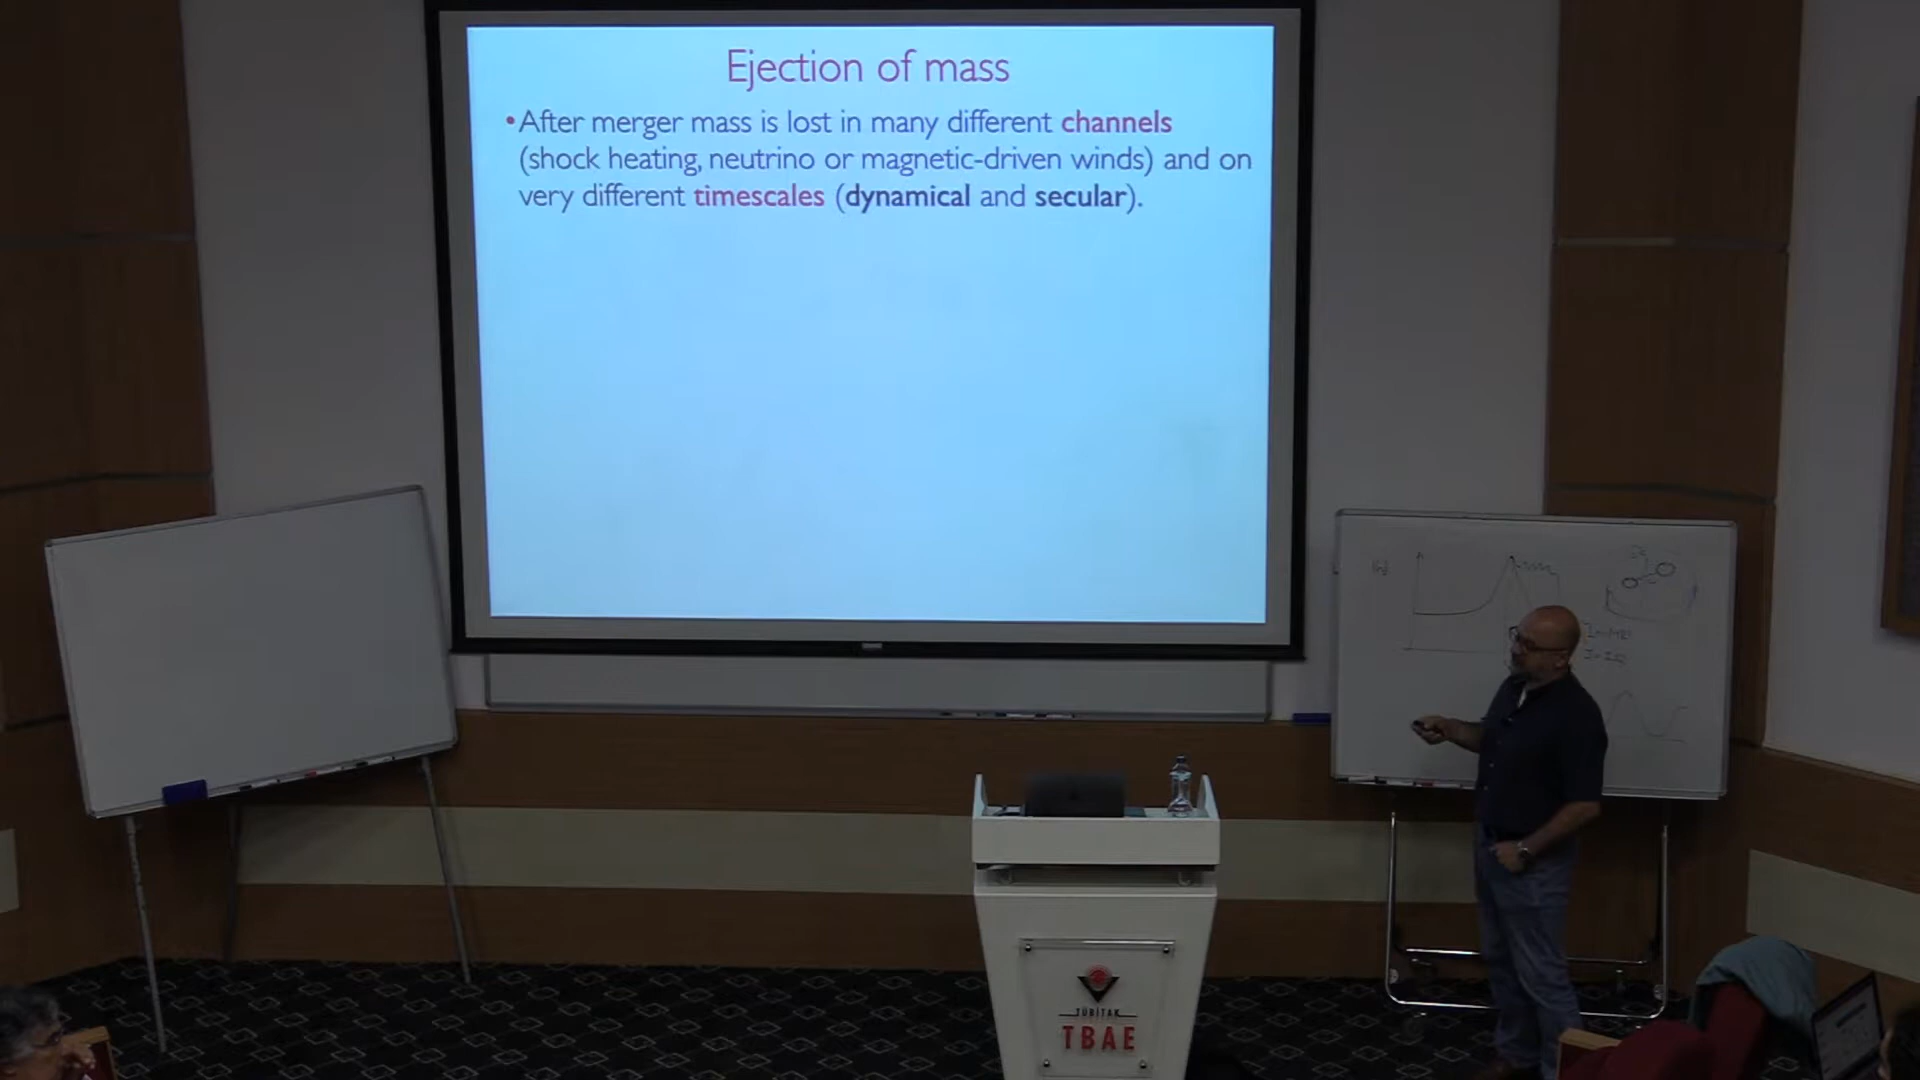 Ejection of mass
•After merger mass is lost in many different channels
(shock heating, neutrino or magnetic-driven winds) and on
very different timescales (dynamical and secular).
TÜBİTAK
TBAE